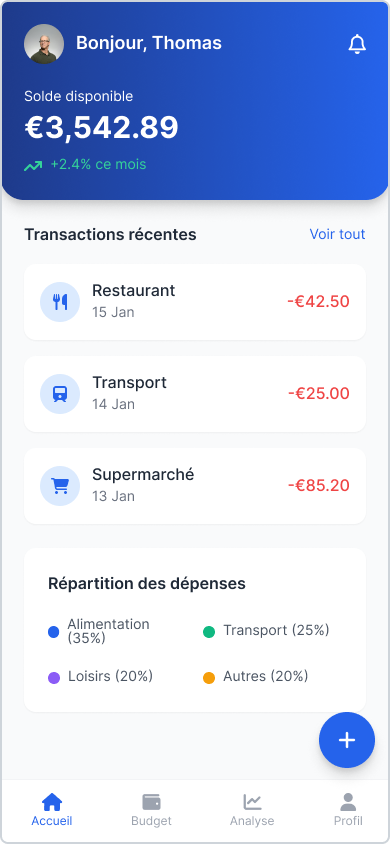 Bonjour, Thomas
Solde disponible
€3,542.89
+2.4% ce mois
Transactions récentes
Voir tout
Restaurant
15 Jan
-€42.50
Transport
14 Jan
-€25.00
Supermarché
13 Jan
-€85.20
Répartition des dépenses
Alimentation
(35%)
Transport (25%)
Loisirs (20%)
Autres (20%)
Accueil
Budget
Analyse
Profil